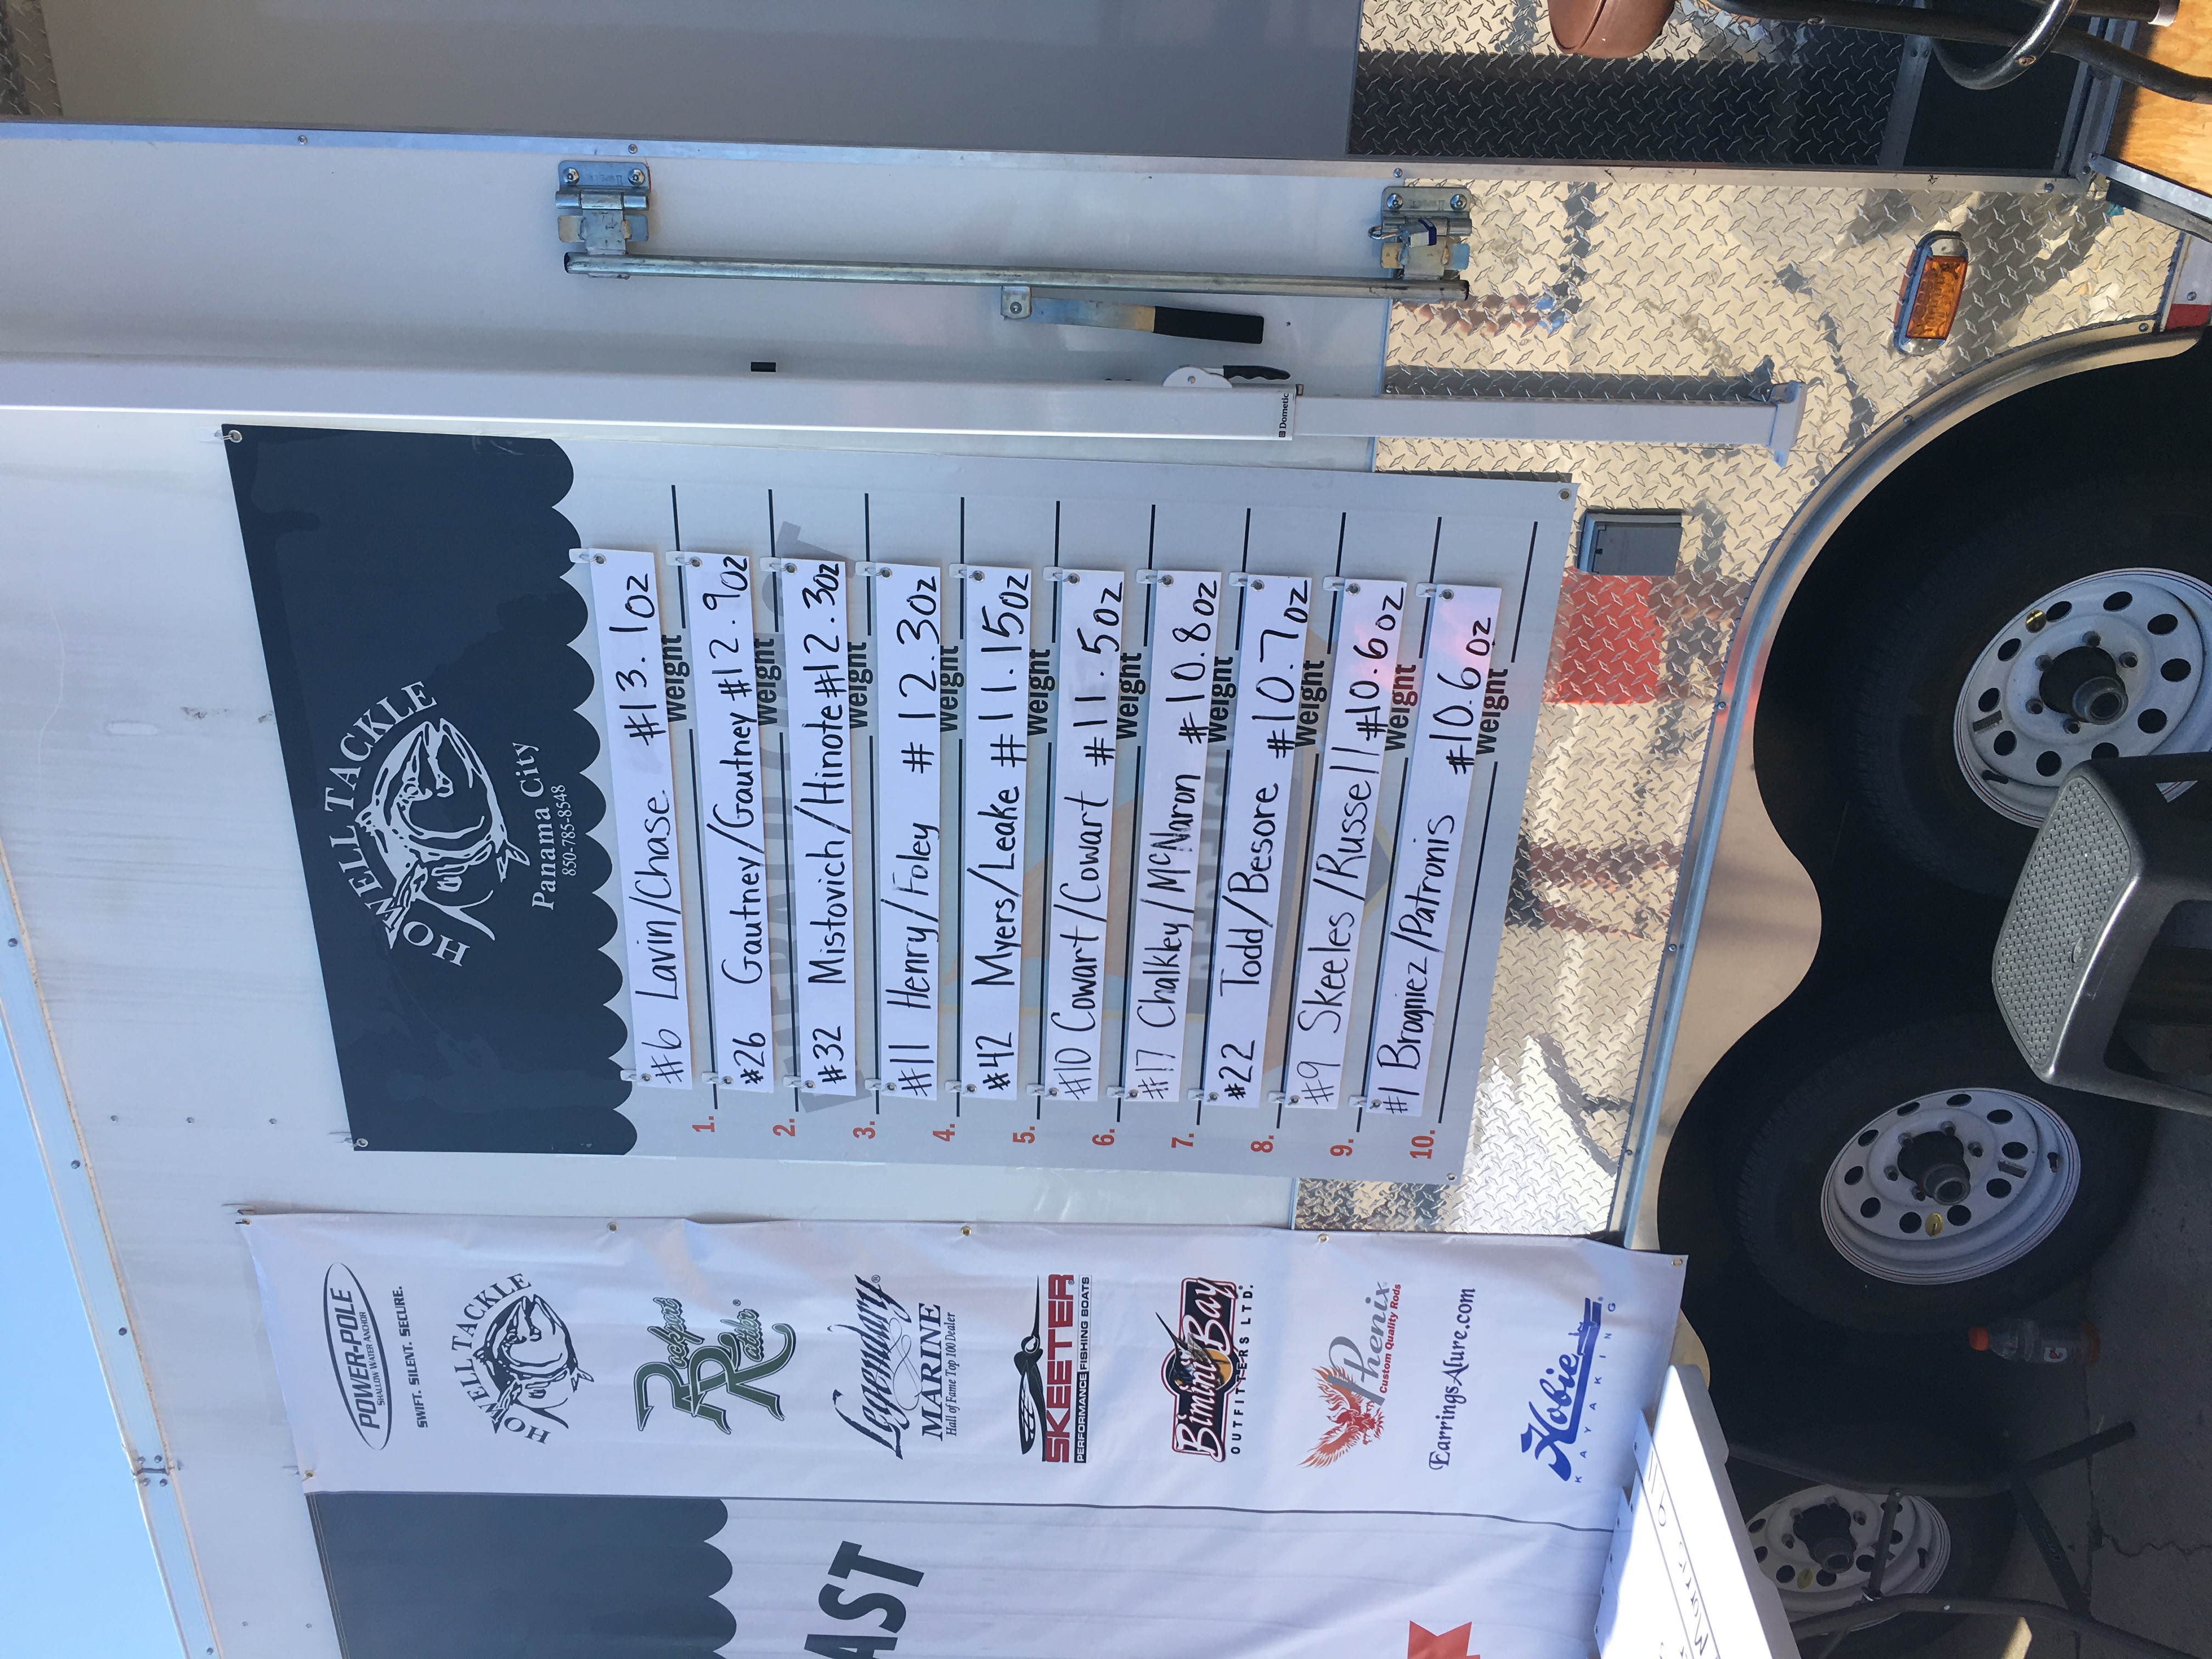 POWER-POLE
SHALLOW WATER ANCHOR
SWIFT. SILENT. SECURE.
HOWELL TACKLE
Rockport
Rattler®
Legendary®
MARINE
Hall of Fame Top 100 Dealer
SKEETER®
PERFORMANCE FISHING BOATS
Bimini Bay
OUTFITTERS LTD.
Phenix
Custom Quality Rods
EarringsAlure.com
Hobie®
KAYAKING
AST
HOWELL TACKLE
Panama City
850-785-8548
1. #6 Lavin/Chase #13.1oz
Weight
2. #26 Gautney/Gautney #12.9oz
Weight
3. #32 Mistovich/Hinote #12.3oz
Weight
4. #11 Henry/Foley #12.3oz
Weight
5. #42 Myers/Leake #11.15oz
Weight
6. #10 Cowart/Cowart #11.5oz
Weight
7. #17 Chalkley/McNaron #10.8oz
Weight
8. #22 Todd/Besore #10.7oz
Weight
9. #9 Skeeles/Russell #10.6oz
Weight
10. #1 Brogniez/Patronis #10.6oz
Weight
Dometic